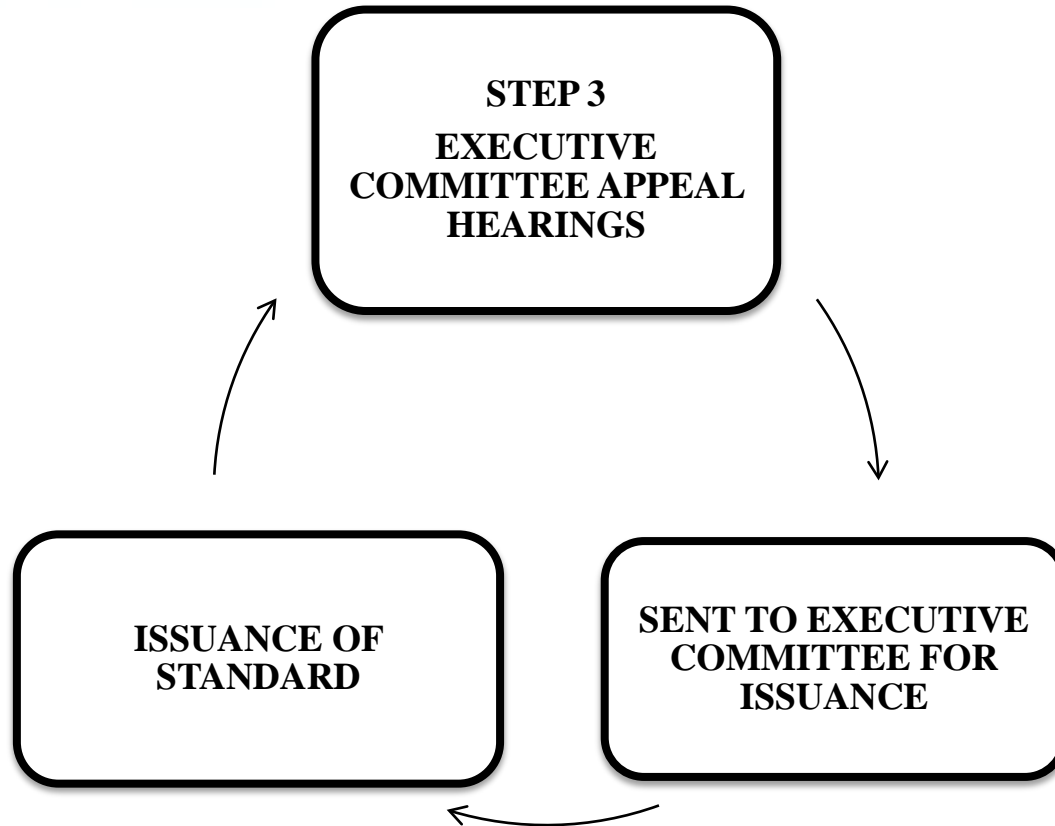 STEP 3
EXECUTIVE
COMMITTEE APPEAL
HEARINGS
SENT TO EXECUTIVE
COMMITTEE FOR
ISSUANCE
ISSUANCE OF
STANDARD